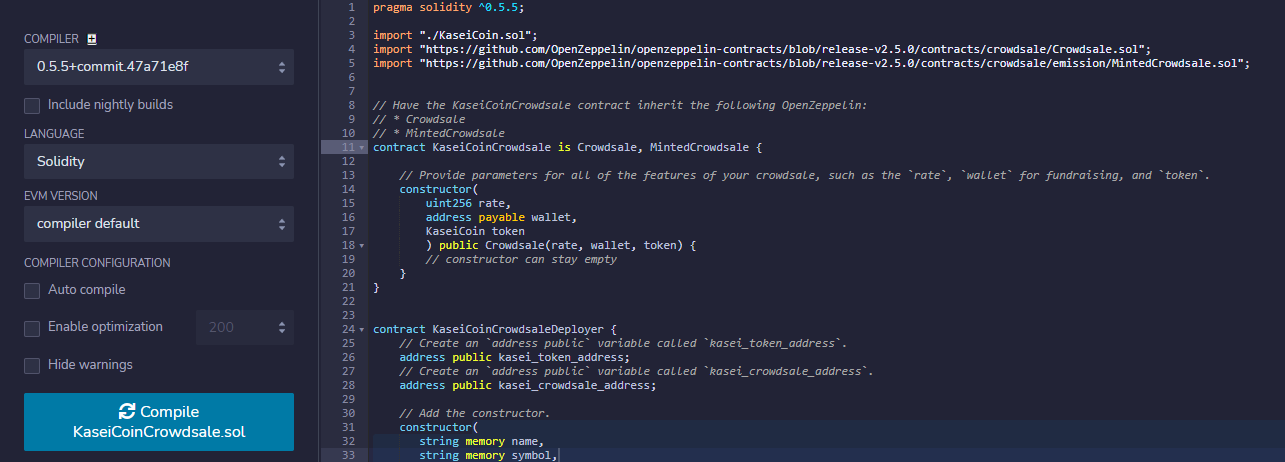 COMPILER
0.5.5+commit.47a71e8f
Include nightly builds
LANGUAGE
Solidity
EVM VERSION
compiler default
COMPILER CONFIGURATION
Auto compile
Enable optimization
200
Hide warnings
Compile
KaseiCoinCrowdsale.sol
1 pragma solidity ^0.5.5;
2
3 import "./KaseiCoin.sol";
4 import "https://github.com/OpenZeppelin/openzeppelin-contracts/blob/release-v2.5.0/contracts/crowdsale/Crowdsale.sol";
5 import "https://github.com/OpenZeppelin/openzeppelin-contracts/blob/release-v2.5.0/contracts/crowdsale/emission/MintedCrowdsale.sol";
6
7
8 // Have the KaseiCoinCrowdsale contract inherit the following OpenZeppelin:
9 // * Crowdsale
10 // * MintedCrowdsale
11 contract KaseiCoinCrowdsale is Crowdsale, MintedCrowdsale {
12
13 // Provide parameters for all of the features of your crowdsale, such as the `rate`, `wallet` for fundraising, and `token`.
14 constructor(
15 uint256 rate,
16 address payable wallet,
17 KaseiCoin token
18 ) public Crowdsale(rate, wallet, token) {
19 // constructor can stay empty
20 }
21 }
22
23
24 contract KaseiCoinCrowdsaleDeployer {
25 // Create an `address public` variable called `kasei_token_address`.
26 address public kasei_token_address;
27 // Create an `address public` variable called `kasei_crowdsale_address`.
28 address public kasei_crowdsale_address;
29
30 // Add the constructor.
31 constructor(
32 string memory name,
33 string memory symbol,